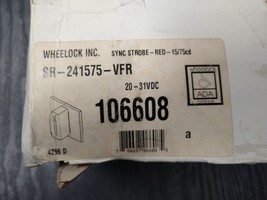 WHEELOCK INC. SYNC STROBE-RED-15/75cd
SR-241575-VFR
20-31VDC
106608
ADA
a
4296 D